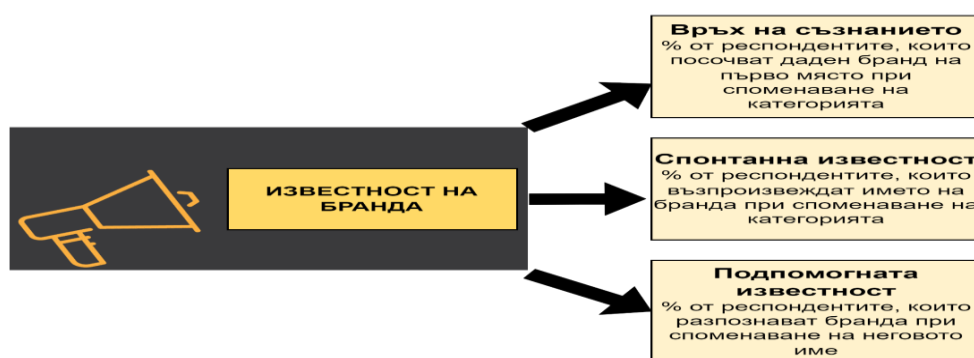 ИЗВЕСТНОСТ НА
БРАНДА
Връх на съзнанието
% от респондентите, които
посочват даден бранд на
първо място при
споменаване на
категорията
Спонтанна известност
% от респондентите, които
възпроизвеждат името на
бранда при споменаване на
категорията
Подпомогната
известност
% от респондентите, които
разпознават бранда при
споменаване на неговото
име